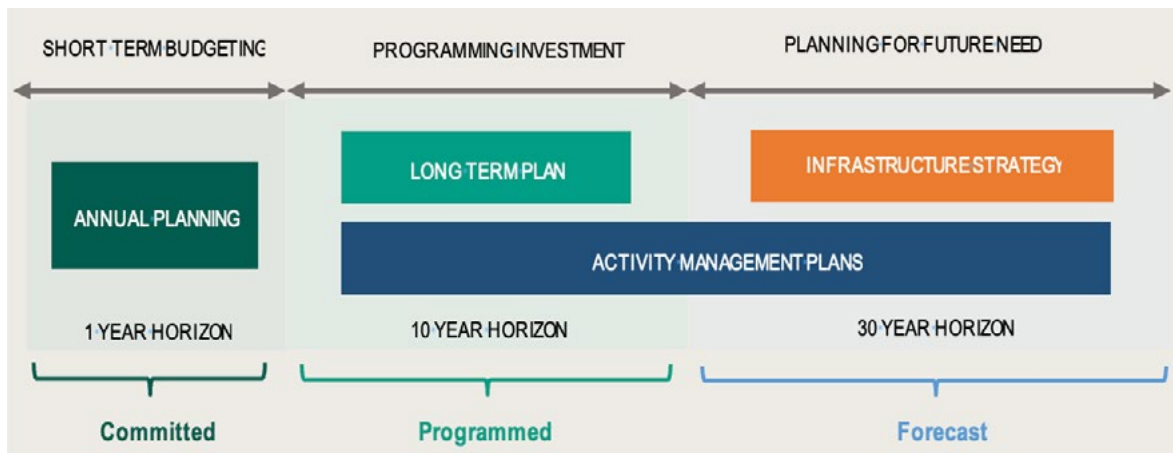 SHORT TERM BUDGETING
PROGRAMMING INVESTMENT
PLANNING FOR FUTURE NEED
ANNUAL PLANNING
LONG TERM PLAN
INFRASTRUCTURE STRATEGY
ACTIVITY MANAGEMENT PLANS
1 YEAR HORIZON
10 YEAR HORIZON
30 YEAR HORIZON
Committed
Programmed
Forecast